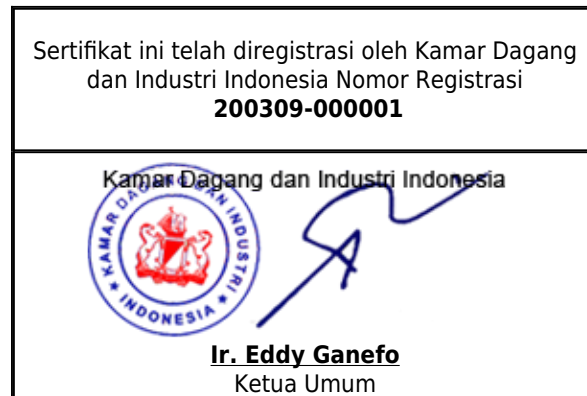 Sertifikat ini telah diregistrasi oleh Kamar Dagang
dan Industri Indonesia Nomor Registrasi
200309-000001
Kamar Dagang dan Industri Indonesia
KAMAR DAGANG DAN INDUSTRI
INDONESIA
Ir. Eddy Ganefo
Ketua Umum